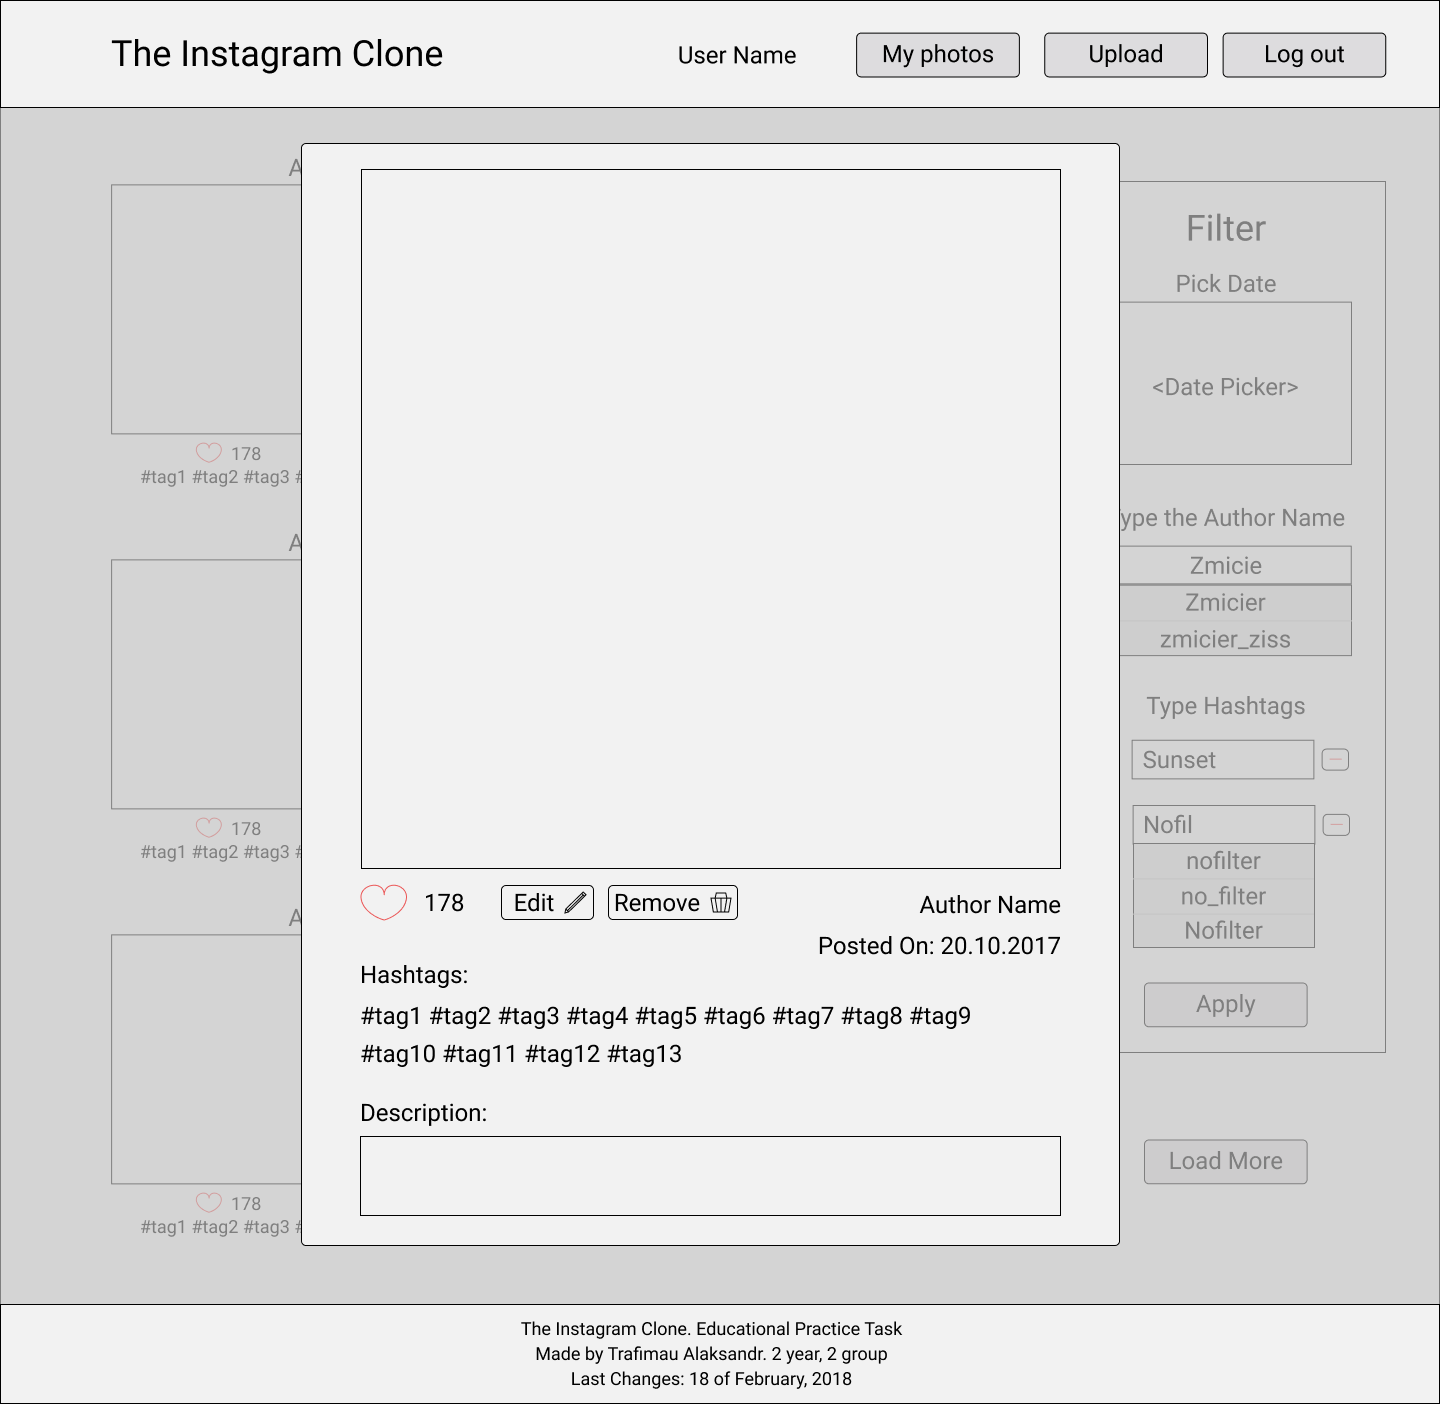 The Instagram Clone
User Name
My photos
Upload
Log out
A
178
#tag1 #tag2 #tag3 #
A
178
#tag1 #tag2 #tag3 #
A
178
#tag1 #tag2 #tag3 #
178
Edit
Remove
Author Name
Posted On: 20.10.2017
Hashtags:
#tag1 #tag2 #tag3 #tag4 #tag5 #tag6 #tag7 #tag8 #tag9
#tag10 #tag11 #tag12 #tag13
Description:
Filter
Pick Date
<Date Picker>
ype the Author Name
Zmicie
Zmicier
zmicier_ziss
Type Hashtags
Sunset
Nofil
nofilter
no_filter
Nofilter
Apply
Load More
The Instagram Clone. Educational Practice Task
Made by Trafimau Alaksandr. 2 year, 2 group
Last Changes: 18 of February, 2018